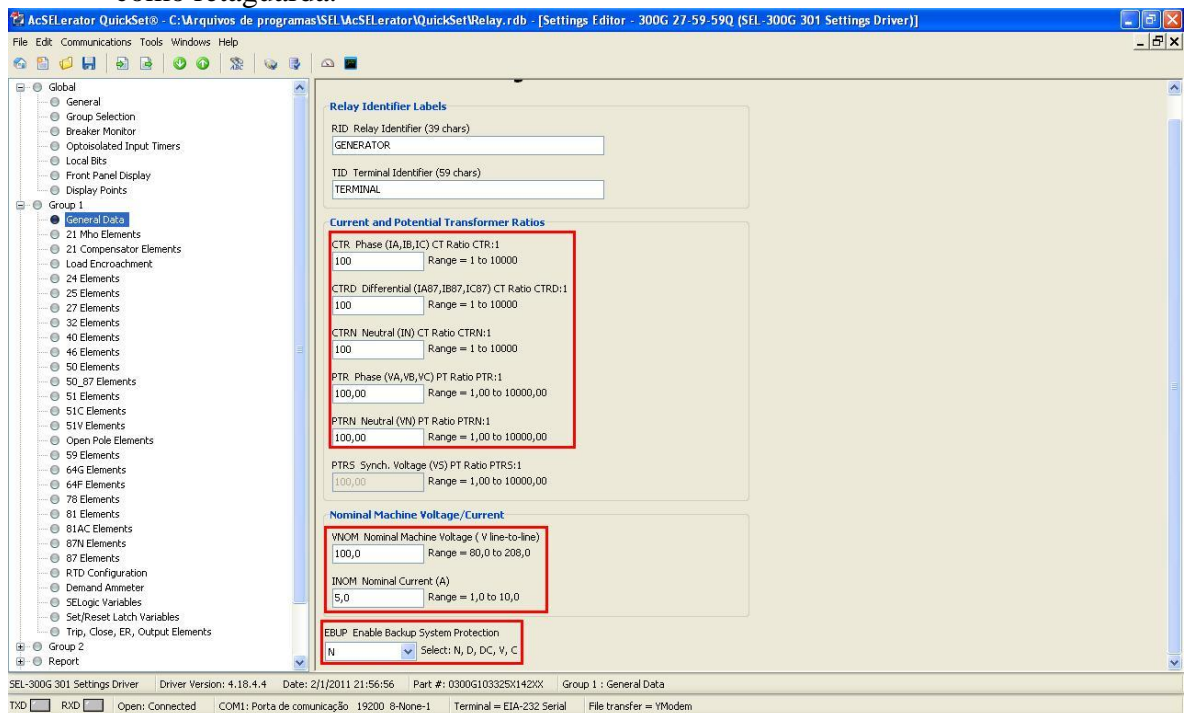 como retaguarda.
AcSELerator QuickSet® - C:\Arquivos de programas\SEL\AcSELerator\QuickSet\Relay.rdb - [Settings Editor - 300G 27-59-59Q (SEL-300G 301 Settings Driver)]
File Edit Communications Tools Windows Help
Global
General
Group Selection
Breaker Monitor
Optoisolated Input Timers
Local Bits
Front Panel Display
Display Points
Group 1
General Data
21 Mho Elements
21 Compensator Elements
Load Encroachment
24 Elements
25 Elements
27 Elements
32 Elements
40 Elements
46 Elements
50 Elements
50_87 Elements
51 Elements
51C Elements
51V Elements
Open Pole Elements
59 Elements
64G Elements
64F Elements
78 Elements
81 Elements
81AC Elements
87N Elements
87 Elements
RTD Configuration
Demand Ammeter
SELogic Variables
Set/Reset Latch Variables
Trip, Close, ER, Output Elements
Group 2
Report
Relay Identifier Labels
RID Relay Identifier (39 chars)
GENERATOR
TID Terminal Identifier (59 chars)
TERMINAL
Current and Potential Transformer Ratios
CTR Phase (IA,IB,IC) CT Ratio CTR:1
100 Range = 1 to 10000
CTRD Differential (IA87,IB87,IC87) CT Ratio CTRD:1
100 Range = 1 to 10000
CTRN Neutral (IN) CT Ratio CTRN:1
100 Range = 1 to 10000
PTR Phase (VA,VB,VC) PT Ratio PTR:1
100,00 Range = 1,00 to 10000,00
PTRN Neutral (VN) PT Ratio PTRN:1
100,00 Range = 1,00 to 10000,00
PTRS Synch. Voltage (VS) PT Ratio PTRS:1
100,00 Range = 1,00 to 10000,00
Nominal Machine Voltage/Current
VNOM Nominal Machine Voltage ( V line-to-line)
100,0 Range = 80,0 to 208,0
INOM Nominal Current (A)
5,0 Range = 1,0 to 10,0
EBUP Enable Backup System Protection
N Select: N, D, DC, V, C
SEL-300G 301 Settings Driver Driver Version: 4.18.4.4 Date: 2/1/2011 21:56:56 Part #: 0300G103325X142XX Group 1 : General Data
TXD RXD Open: Connected COM1: Porta de comunicação 19200 8-None-1 Terminal = EIA-232 Serial File transfer = YModem